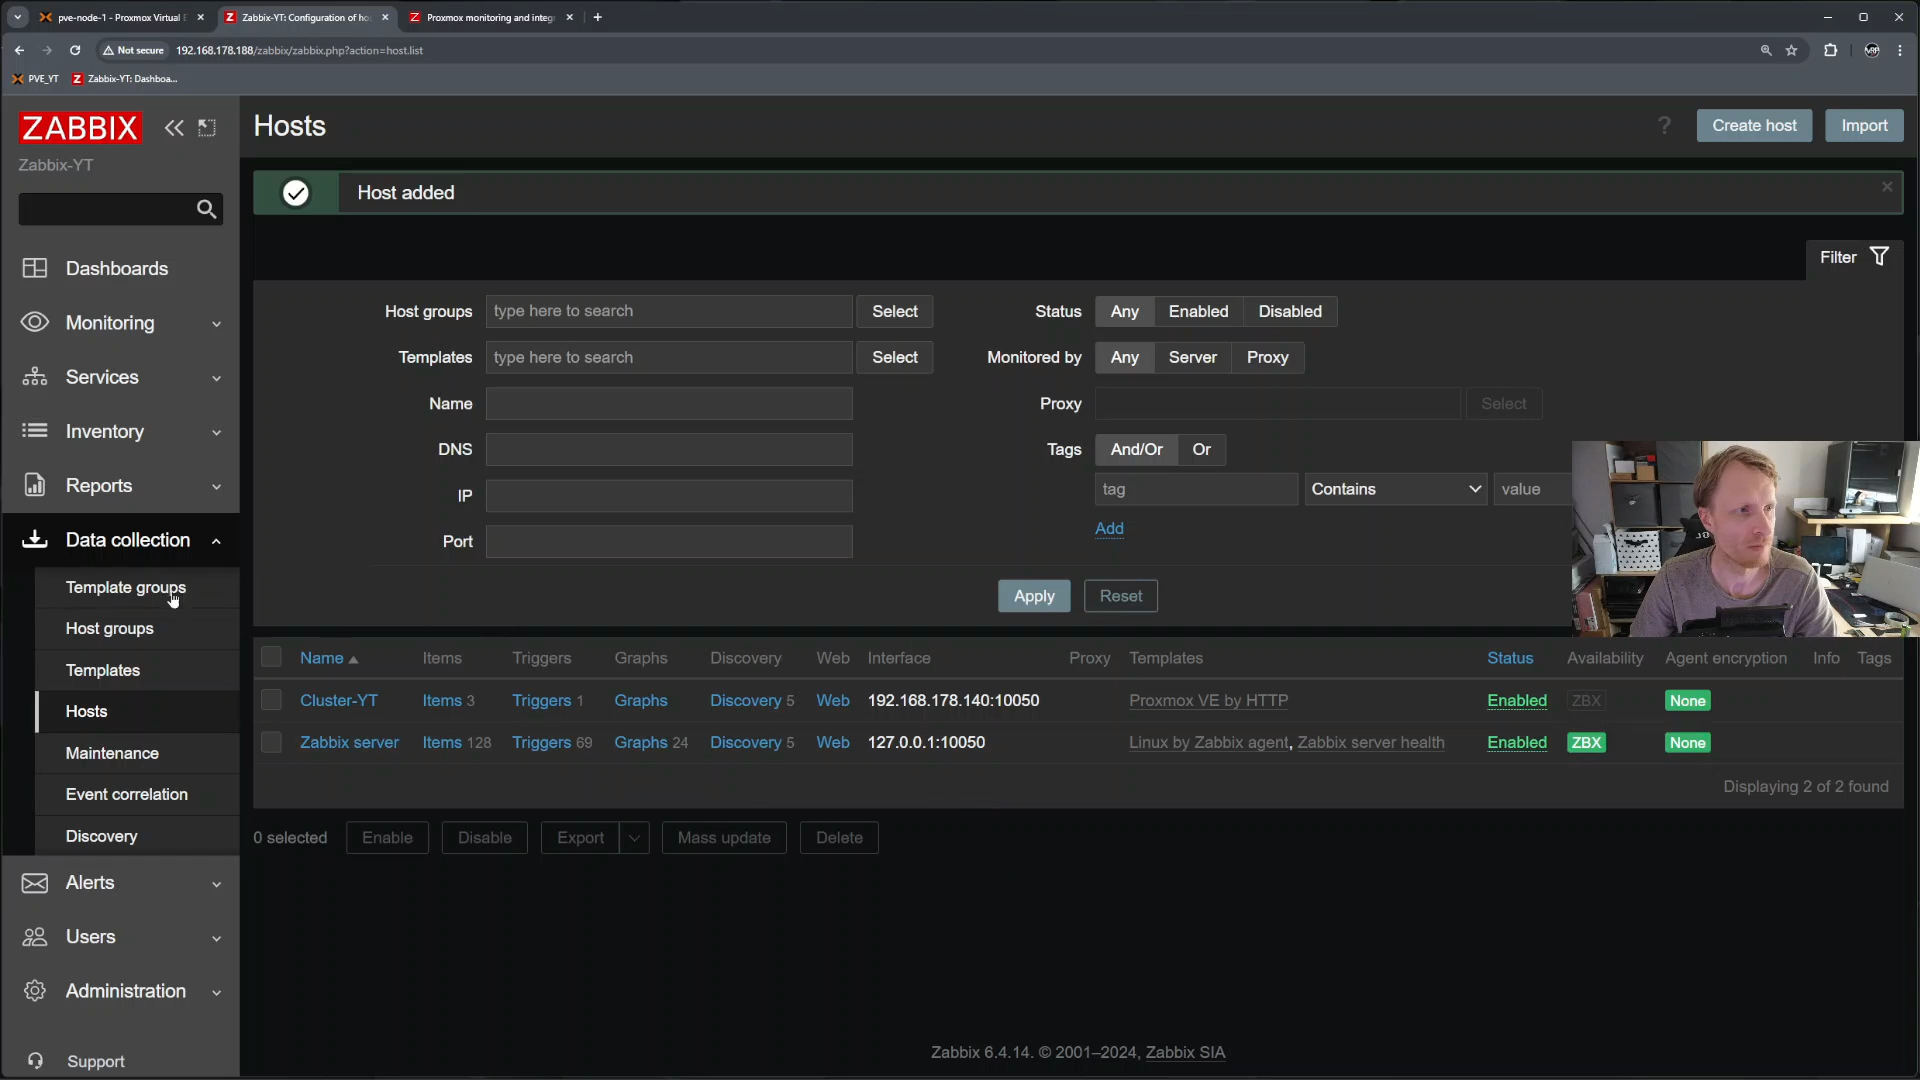 pve-node-1 - Proxmox Virtual E
Zabbix-YT: Configuration of ho
Proxmox monitoring and integ
Not secure
192.168.178.188/zabbix/zabbix.php?action=host.list
PVE_YT
Zabbix-YT: Dashboa...
ZABBIX
Zabbix-YT
Dashboards
Monitoring
Services
Inventory
Reports
Data collection
Template groups
Host groups
Templates
Hosts
Maintenance
Event correlation
Discovery
Alerts
Users
Administration
Support
Hosts
? Create host Import
Host added
Filter
Host groups type here to search Select
Templates type here to search Select
Name
DNS
IP
Port
Status Any Enabled Disabled
Monitored by Any Server Proxy
Proxy Select
Tags And/Or Or
tag Contains value
Add
Apply Reset
Name Items Triggers Graphs Discovery Web Interface Proxy Templates Status Availability Agent encryption Info Tags
Cluster-YT Items 3 Triggers 1 Graphs Discovery 5 Web 192.168.178.140:10050 Proxmox VE by HTTP Enabled ZBX None
Zabbix server Items 128 Triggers 69 Graphs 24 Discovery 5 Web 127.0.0.1:10050 Linux by Zabbix agent, Zabbix server health Enabled ZBX None
Displaying 2 of 2 found
0 selected Enable Disable Export Mass update Delete
Zabbix 6.4.14. © 2001–2024, Zabbix SIA